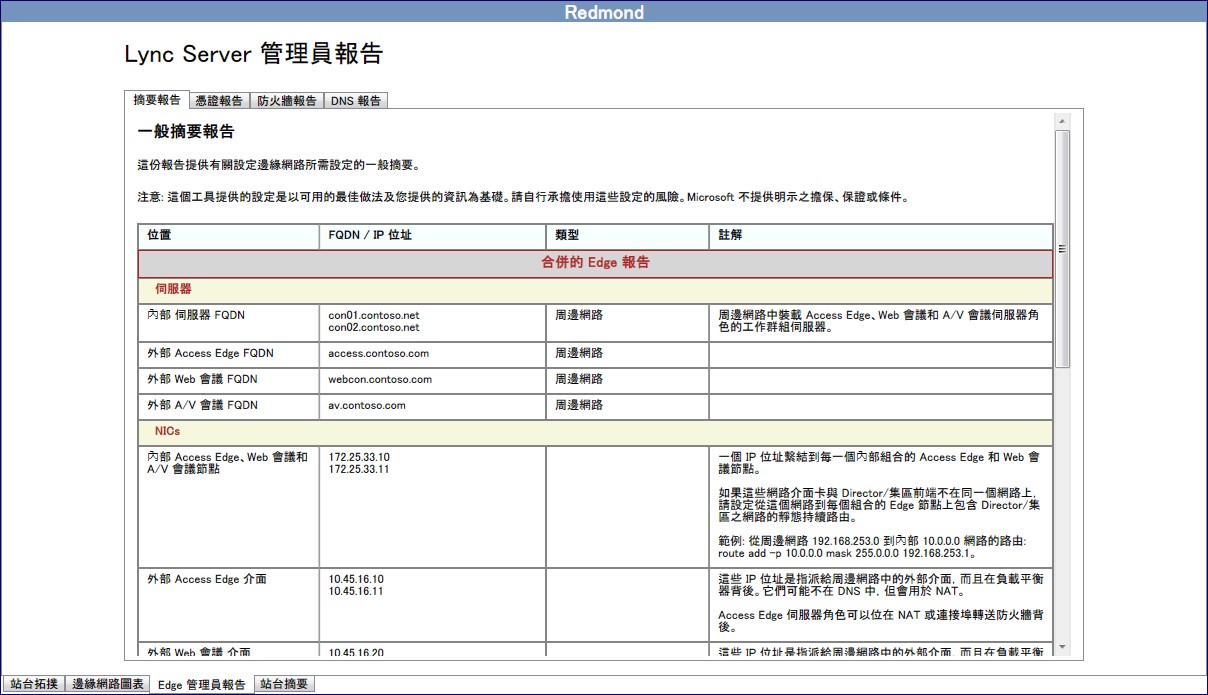 Redmond
Lync Server 管理員報告
摘要報告 憑證報告 防火牆報告 DNS 報告
一般摘要報告
這份報告提供有關設定邊緣網路所需設定的一般摘要。
注意: 這個工具提供的設定是以可用的最佳做法及您提供的資訊為基礎。請自行承擔使用這些設定的風險。Microsoft 不提供明示之擔保、保證或條件。
位置 FQDN / IP 位址 類型 註解
合併的 Edge 報告
伺服器
內部 伺服器 FQDN
con01.contoso.net
con02.contoso.net
周邊網路
周邊網路中裝載 Access Edge、Web 會議和 A/V 會議伺服器角
色的工作群組伺服器。
外部 Access Edge FQDN access.contoso.com 周邊網路
外部 Web 會議 FQDN webcon.contoso.com 周邊網路
外部 A/V 會議 FQDN av.contoso.com 周邊網路
NICs
內部 Access Edge、Web 會議和
A/V 會議節點
172.25.33.10
172.25.33.11
一個 IP 位址繫結到每一個內部組合的 Access Edge 和 Web 會
議節點。
如果這些網路介面卡與 Director/集區前端不在同一個網路上,
請設定從這個網路到每個組合的 Edge 節點上包含 Director/集
區之網路的靜態持續路由。
範例: 從周邊網路 192.168.253.0 到內部 10.0.0.0 網路的路由:
route add -p 10.0.0.0 mask 255.0.0.0 192.168.253.1。
外部 Access Edge 介面
10.45.16.10
10.45.16.11
這些 IP 位址是指派給周邊網路中的外部介面, 而且在負載平衡
器背後。它們可能不在 DNS 中, 但會用於 NAT。
Access Edge 伺服器角色可以位在 NAT 或連接埠轉送防火牆背
後。
外部 Web 會議 介面 10.45.16.20 這些 IP 位址是指派給周邊網路中的外部介面, 而且在負載平衡
站台拓撲 邊緣網路圖表 Edge 管理員報告 站台摘要